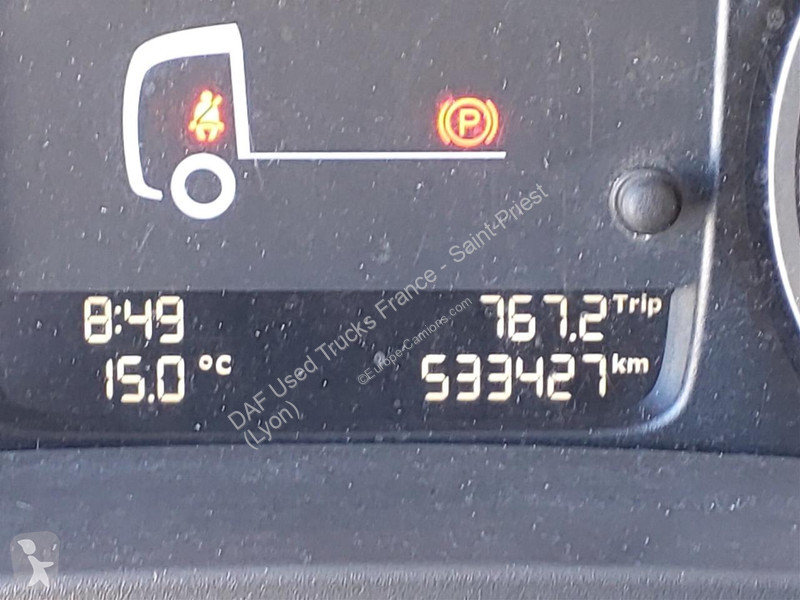 P
8:49
767.2 Trip
15.0 °C
533427 km
DAF Used Trucks France - Saint-Priest
(Lyon)
©Europe-Camions.com